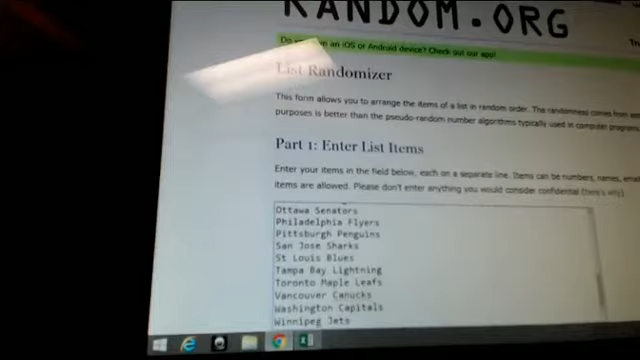 RANDOM.ORG
Do you own an iOS or Android device? Check out our app!
List Randomizer
This form allows you to arrange the items of a list in random order. The randomness comes from
purposes is better than the pseudo-random number algorithms typically used in computer programs
Part 1: Enter List Items
Enter your items in the field below, each on a separate line. Items can be numbers, names, email
items are allowed. Please don't enter anything you would consider confidential (here's why)
Ottawa Senators
Philadelphia Flyers
Pittsburgh Penguins
San Jose Sharks
St Louis Blues
Tampa Bay Lightning
Toronto Maple Leafs
Vancouver Canucks
Washington Capitals
Winnipeg Jets